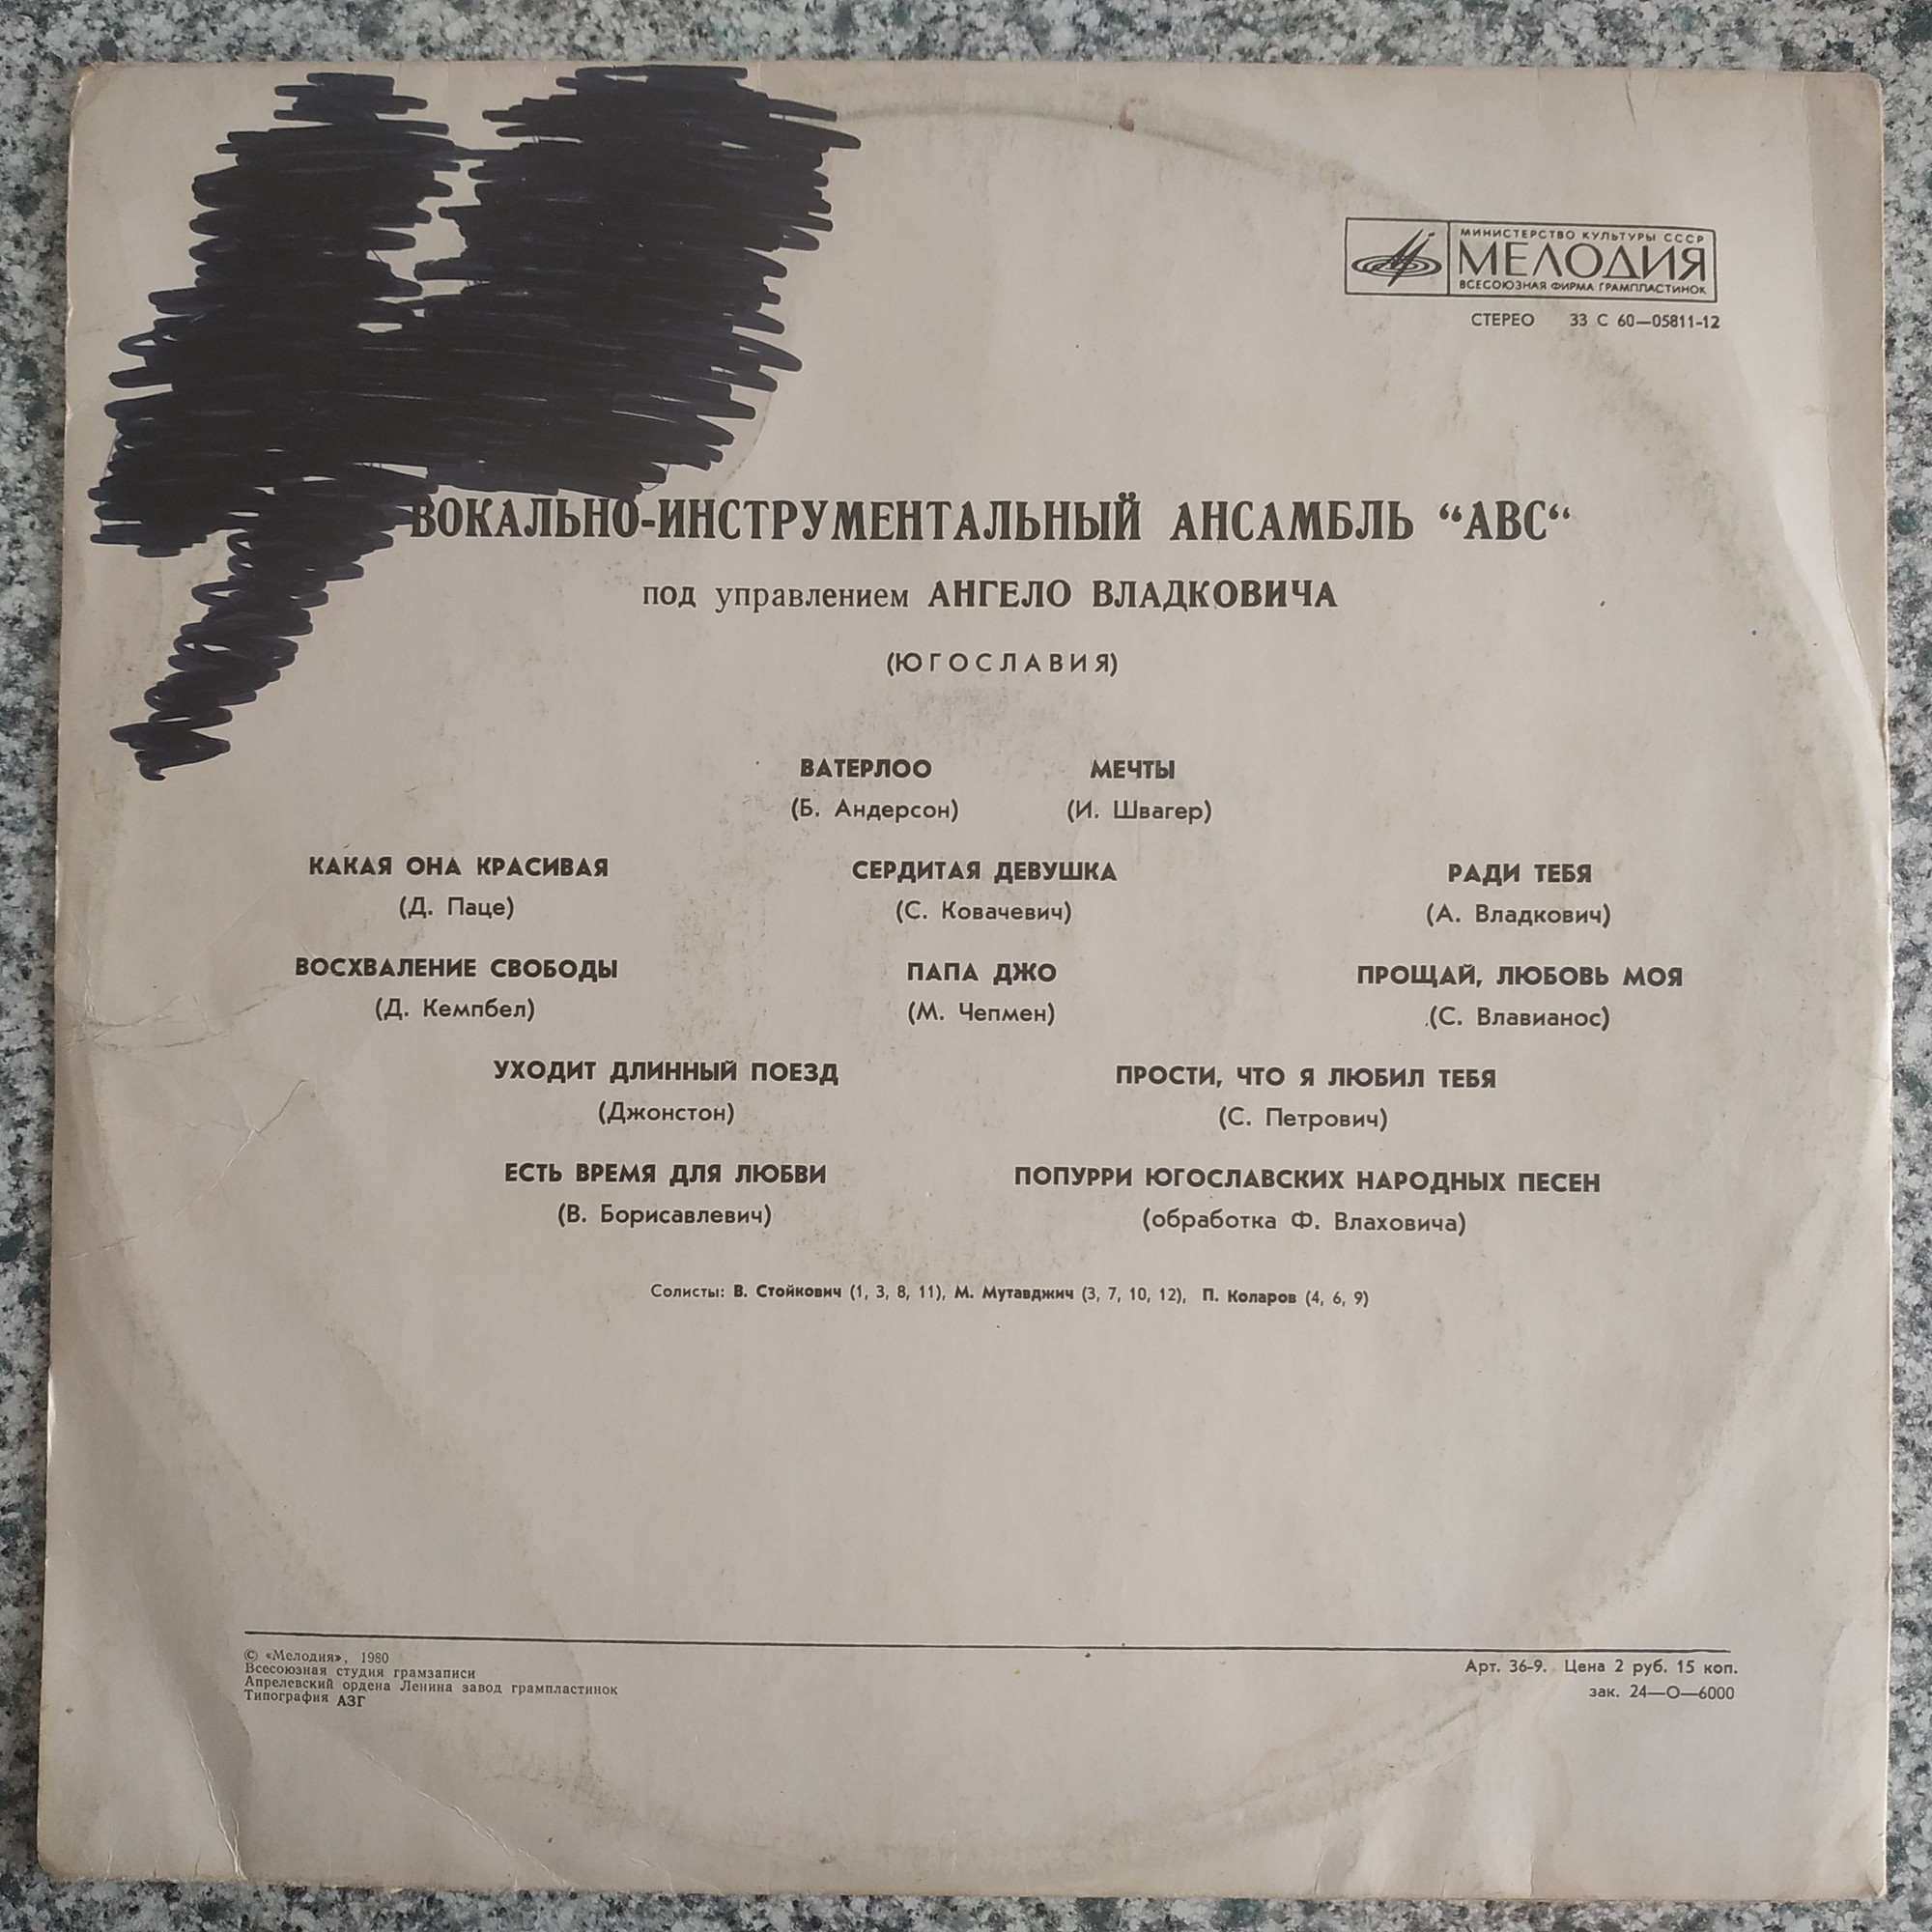 МИНИСТЕРСТВО КУЛЬТУРЫ СССР
МЕЛОДИЯ
ВСЕСОЮЗНАЯ ФИРМА ГРАМПЛАСТИНОК
СТЕРЕО 33 С 60—05811-12
ВОКАЛЬНО-ИНСТРУМЕНТАЛЬНЫЙ АНСАМБЛЬ “АВС“
под управлением АНГЕЛО ВЛАДКОВИЧА
(ЮГОСЛАВИЯ)
ВАТЕРЛОО МЕЧТЫ
(Б. Андерсон) (И. Швагер)
КАКАЯ ОНА КРАСИВАЯ СЕРДИТАЯ ДЕВУШКА РАДИ ТЕБЯ
(Д. Паце) (С. Ковачевич) (А. Владкович)
ВОСХВАЛЕНИЕ СВОБОДЫ ПАПА ДЖО ПРОЩАЙ, ЛЮБОВЬ МОЯ
(Д. Кемпбел) (М. Чепмен) (С. Влавианос)
УХОДИТ ДЛИННЫЙ ПОЕЗД ПРОСТИ, ЧТО Я ЛЮБИЛ ТЕБЯ
(Джонстон) (С. Петрович)
ЕСТЬ ВРЕМЯ ДЛЯ ЛЮБВИ ПОПУРРИ ЮГОСЛАВСКИХ НАРОДНЫХ ПЕСЕН
(В. Борисавлевич) (обработка Ф. Влаховича)
Солисты: В. Стойкович (1, 3, 8, 11), М. Мутавджич (3, 7, 10, 12), П. Коларов (4, 6, 9)
© «Мелодия», 1980
Всесоюзная студия грамзаписи
Апрелевский ордена Ленина завод грампластинок
Типография АЗГ
Арт. 36-9. Цена 2 руб. 15 коп.
зак. 24—О—6000